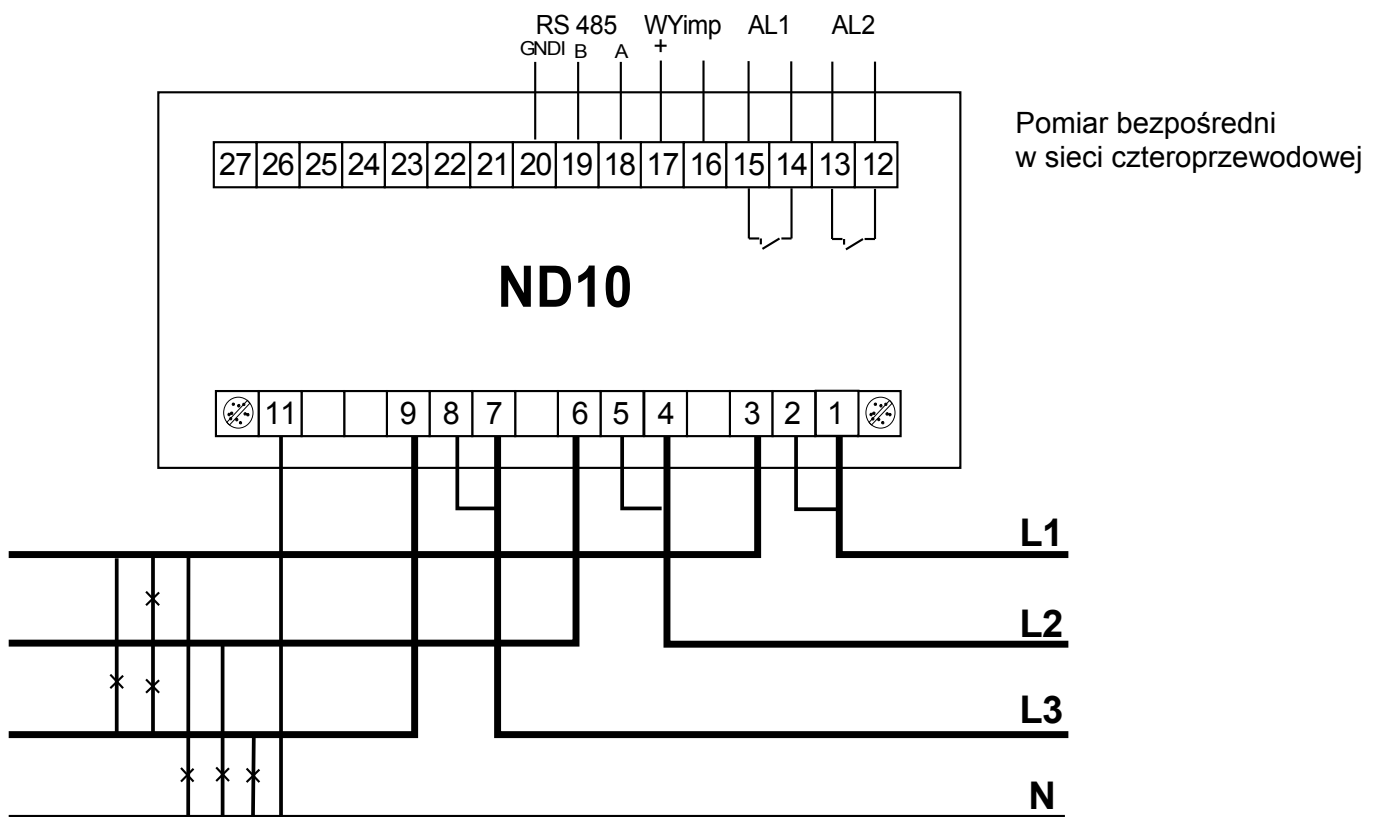 RS 485 WYimp AL1 AL2
GNDI B A +
Pomiar bezpośredni
w sieci czteroprzewodowej
27 26 25 24 23 22 21 20 19 18 17 16 15 14 13 12
ND10
11 9 8 7 6 5 4 3 2 1
L1
L2
L3
N